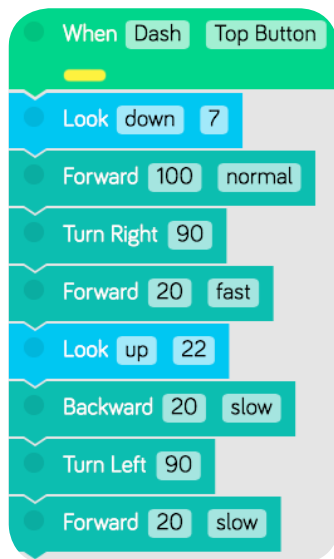 When Dash Top Button
Look down 7
Forward 100 normal
Turn Right 90
Forward 20 fast
Look up 22
Backward 20 slow
Turn Left 90
Forward 20 slow